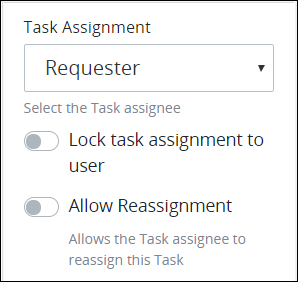 Task Assignment
Requester
Select the Task assignee
Lock task assignment to
user
Allow Reassignment
Allows the Task assignee to
reassign this Task